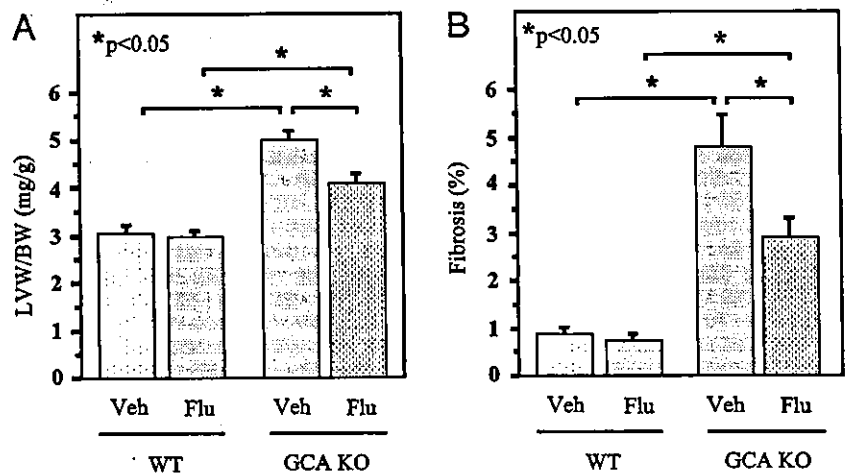 A
*p<0.05
*
*
*
LVW/BW (mg/g)
6
5
4
3
2
1
0
Veh Flu Veh Flu
WT GCA KO
B
*p<0.05
*
*
*
Fibrosis (%)
6
5
4
3
2
1
0
Veh Flu Veh Flu
WT GCA KO